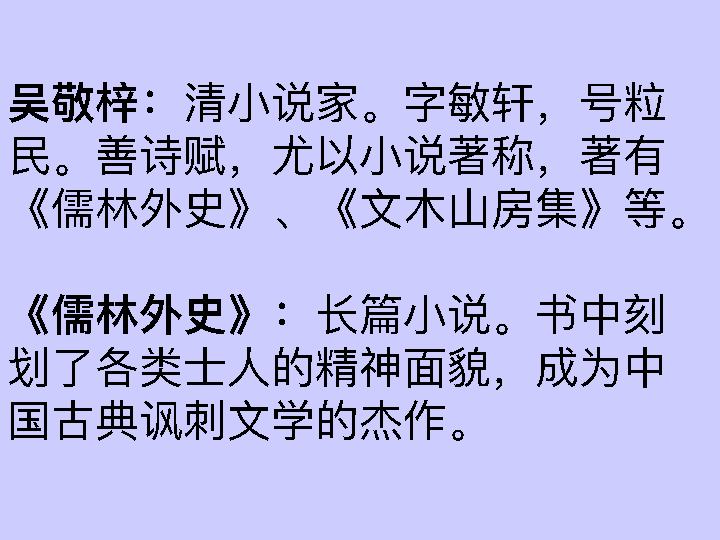 吴敬梓：清小说家。字敏轩，号粒
民。善诗赋，尤以小说著称，著有
《儒林外史》、《文木山房集》等。
《儒林外史》：长篇小说。书中刻
划了各类士人的精神面貌，成为中
国古典讽刺文学的杰作。